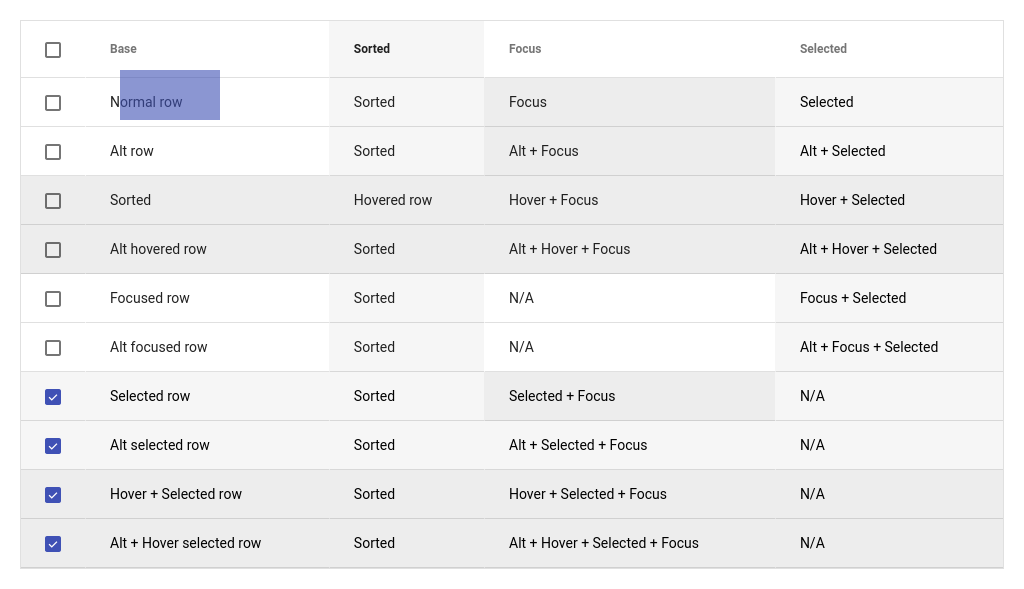 Base Sorted Focus Selected
Normal row Sorted Focus Selected
Alt row Sorted Alt + Focus Alt + Selected
Sorted Hovered row Hover + Focus Hover + Selected
Alt hovered row Sorted Alt + Hover + Focus Alt + Hover + Selected
Focused row Sorted N/A Focus + Selected
Alt focused row Sorted N/A Alt + Focus + Selected
Selected row Sorted Selected + Focus N/A
Alt selected row Sorted Alt + Selected + Focus N/A
Hover + Selected row Sorted Hover + Selected + Focus N/A
Alt + Hover selected row Sorted Alt + Hover + Selected + Focus N/A